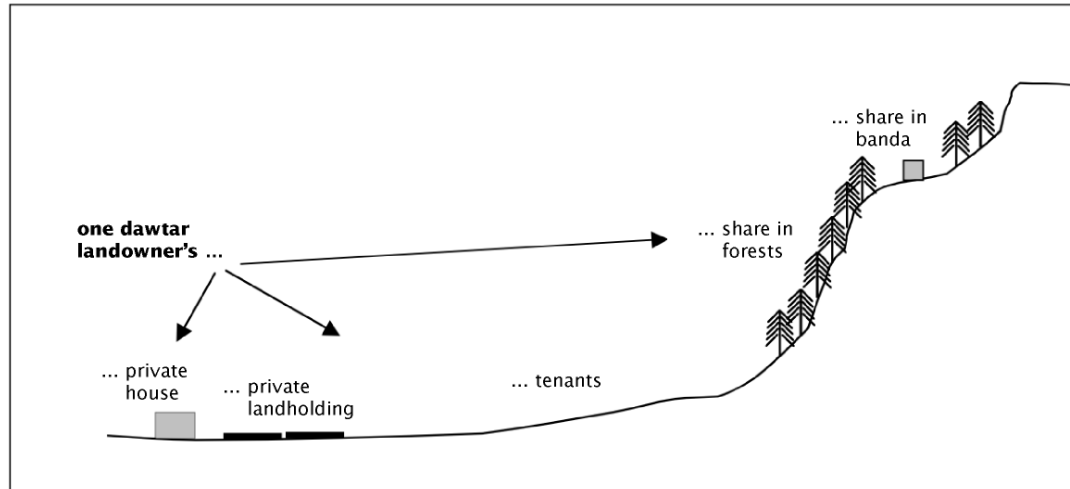 ... share in
banda
one dawtar
landowner's ...
... share in
forests
... private
house
... private
landholding
... tenants